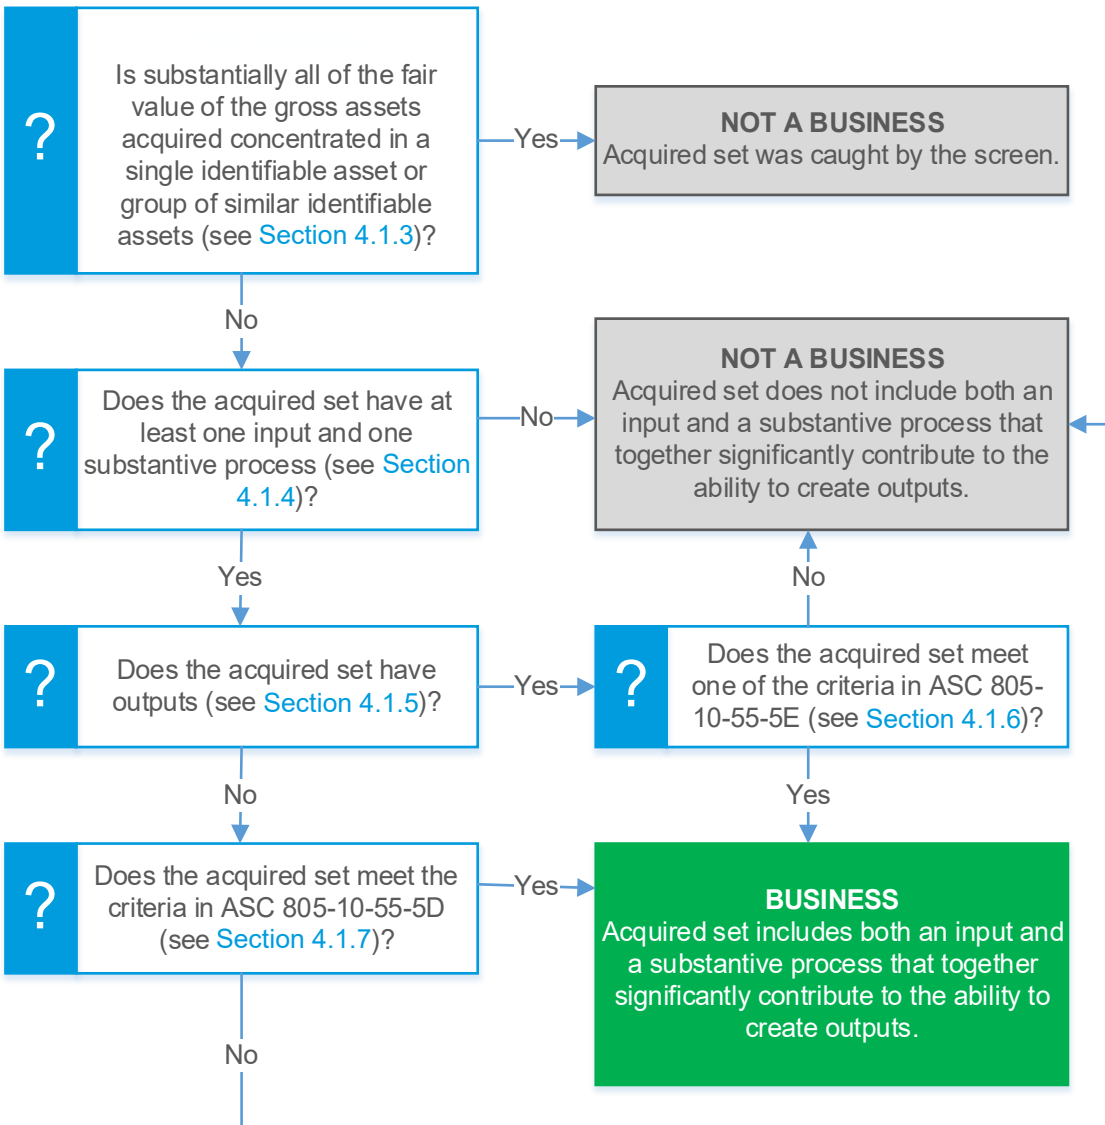 ?
Is substantially all of the fair
value of the gross assets
acquired concentrated in a
single identifiable asset or
group of similar identifiable
assets (see Section 4.1.3)?
Yes
NOT A BUSINESS
Acquired set was caught by the screen.
No
?
Does the acquired set have at
least one input and one
substantive process (see Section
4.1.4)?
No
NOT A BUSINESS
Acquired set does not include both an
input and a substantive process that
together significantly contribute to the
ability to create outputs.
Yes
No
?
Does the acquired set have
outputs (see Section 4.1.5)?
Yes
?
Does the acquired set meet
one of the criteria in ASC 805-
10-55-5E (see Section 4.1.6)?
No
Yes
?
Does the acquired set meet the
criteria in ASC 805-10-55-5D
(see Section 4.1.7)?
Yes
BUSINESS
Acquired set includes both an input and
a substantive process that together
significantly contribute to the ability to
create outputs.
No